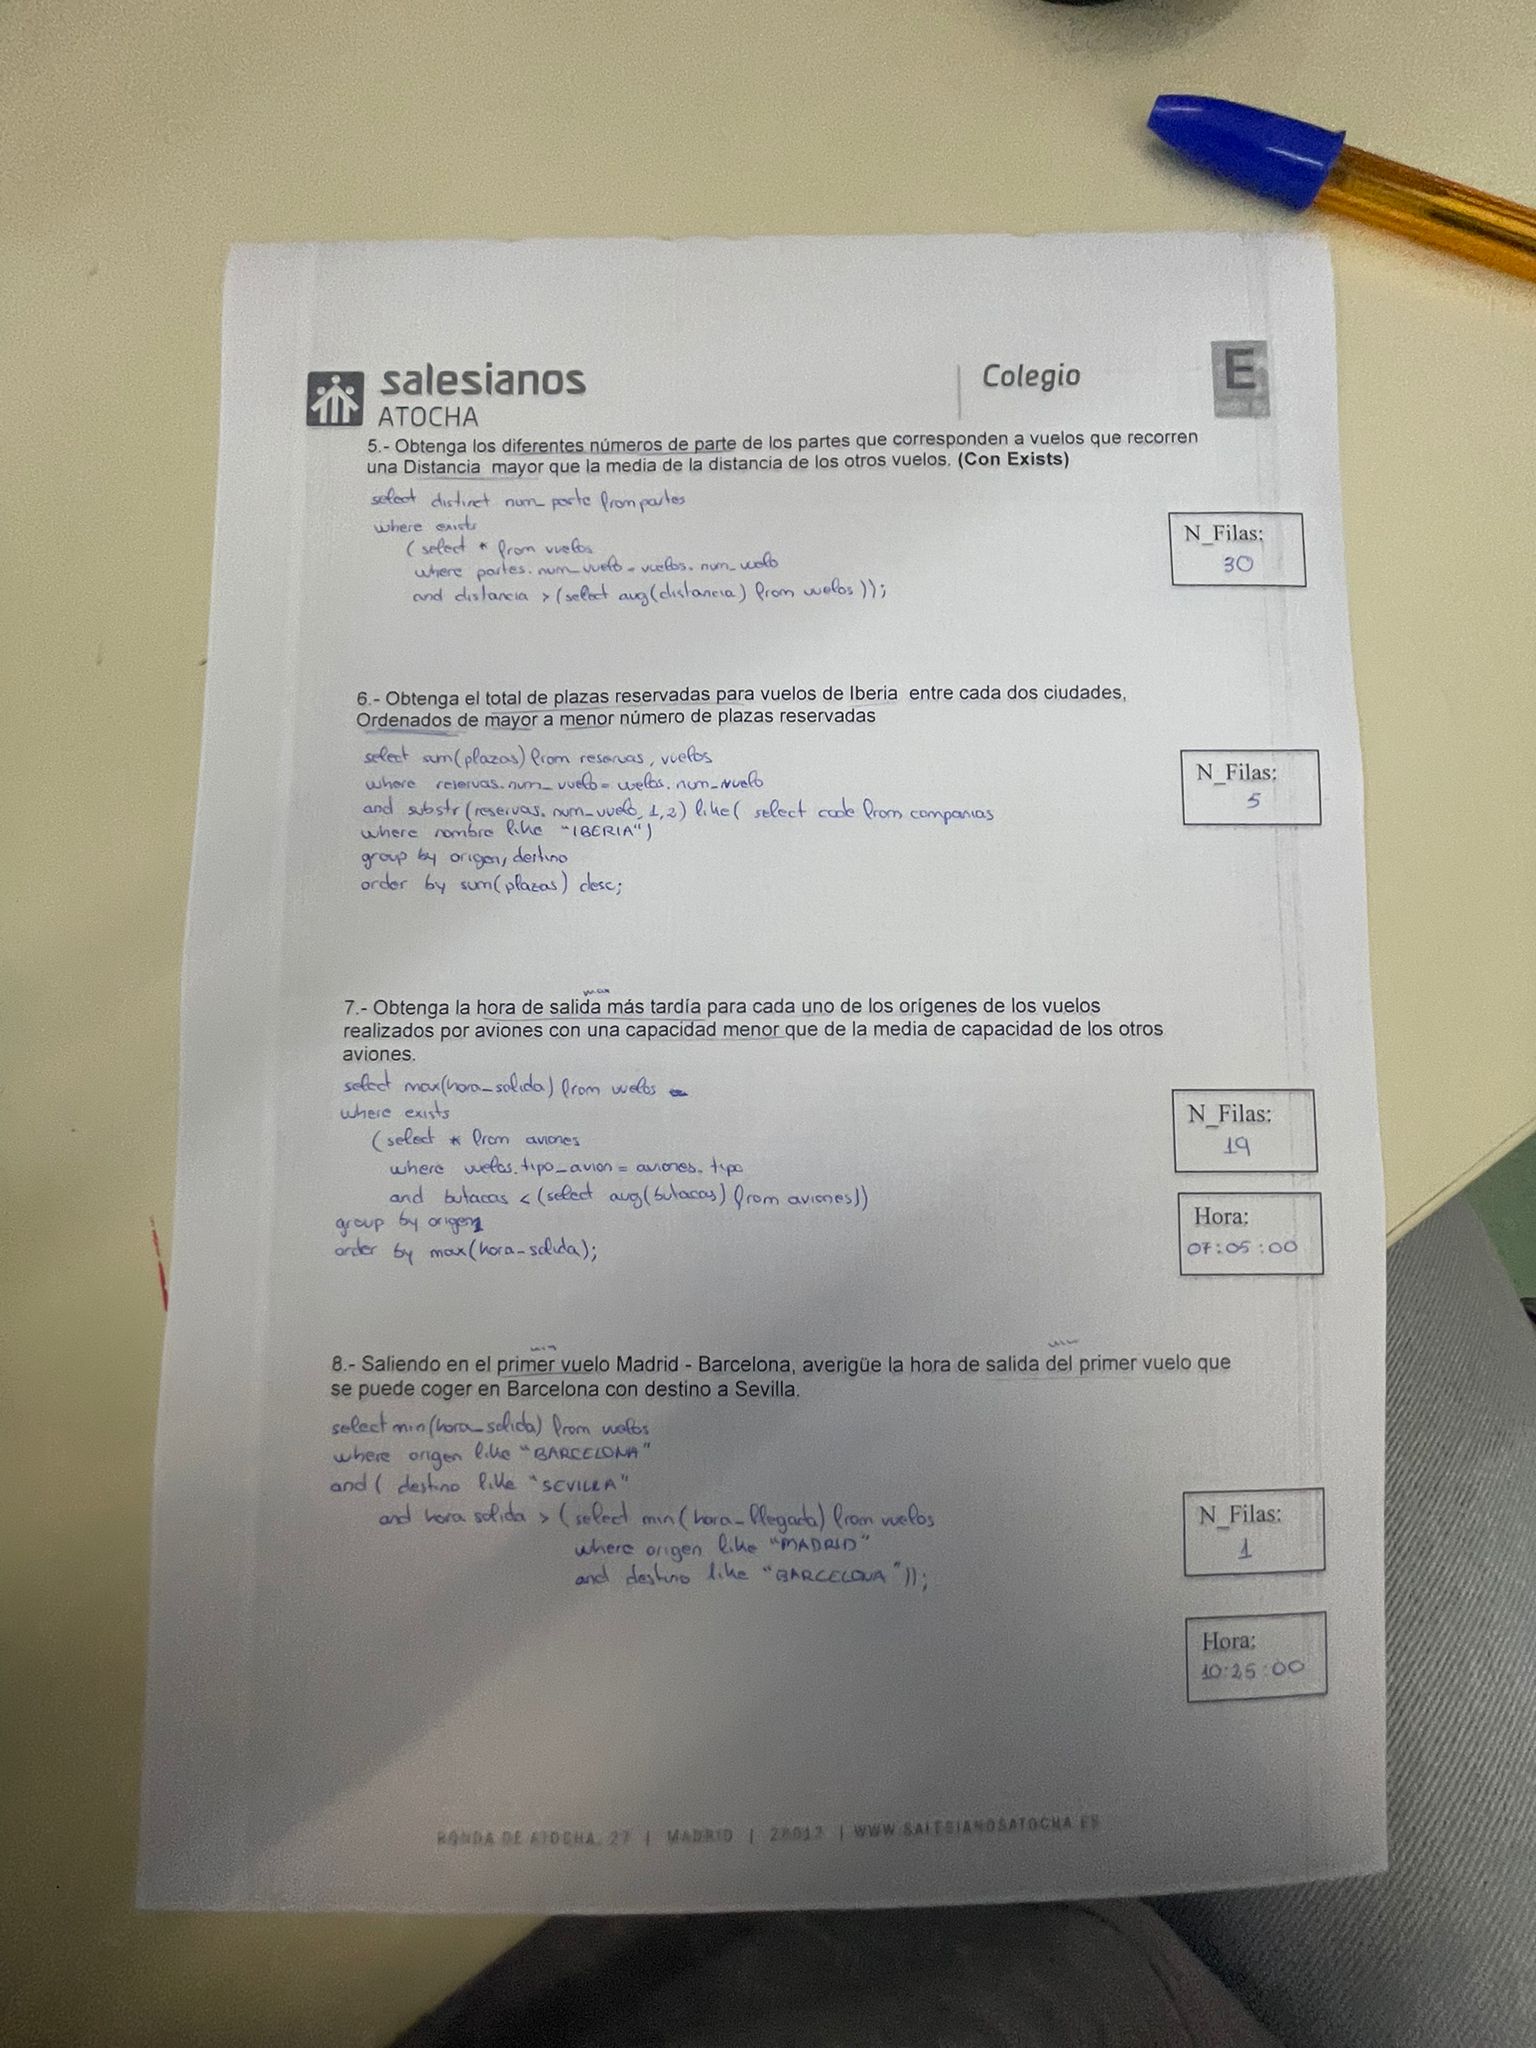 salesianos
ATOCHA
Colegio
E
5.- Obtenga los diferentes números de parte de los partes que corresponden a vuelos que recorren
una Distancia mayor que la media de la distancia de los otros vuelos. (Con Exists)
select distinct num_parte from partes
where exists
( select * from vuelos
where partes.num_vuelo = vuelos.num_vuelo
and distancia > (select avg(distancia) from vuelos));
N_Filas:
30
6.- Obtenga el total de plazas reservadas para vuelos de Iberia entre cada dos ciudades,
Ordenados de mayor a menor número de plazas reservadas
select sum(plazas) from reservas, vuelos
where reservas.num_vuelo = vuelos.num_vuelo
and substr(reservas.num_vuelo, 1,2) like( select code from companias
where nombre like "IBERIA")
group by origen, destino
order by sum(plazas) desc;
N_Filas:
5
max
7.- Obtenga la hora de salida más tardía para cada uno de los orígenes de los vuelos
realizados por aviones con una capacidad menor que de la media de capacidad de los otros
aviones.
select max(hora_salida) from vuelos
where exists
(select * from aviones
where vuelos.tipo_avion = aviones.tipo
and butacas < (select avg(butacas) from aviones))
group by origen
order by max(hora_salida);
N_Filas:
19
Hora:
07:05:00
min min
8.- Saliendo en el primer vuelo Madrid - Barcelona, averigüe la hora de salida del primer vuelo que
se puede coger en Barcelona con destino a Sevilla.
select min(hora_salida) from vuelos
where origen like "BARCELONA"
and ( destino like "SEVILLA"
and hora salida > (select min(hora_llegada) from vuelos
where origen like "MADRID"
and destino like "BARCELONA"));
N_Filas:
1
Hora:
10:25:00
RONDA DE ATOCHA, 27 | MADRID | 28012 | WWW.SALESIANOSATOCHA.ES